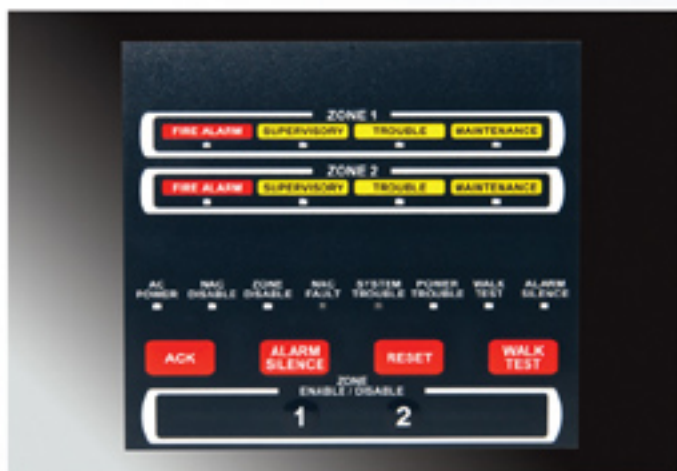 ZONE 1
FIRE ALARM SUPERVISORY TROUBLE MAINTENANCE
ZONE 2
FIRE ALARM SUPERVISORY TROUBLE MAINTENANCE
AC POWER
NAC DISABLE
ZONE DISABLE
NAC FAULT
SYSTEM TROUBLE
POWER TROUBLE
WALK TEST
ALARM SILENCE
ACK
ALARM SILENCE
RESET
WALK TEST
ZONE
ENABLE / DISABLE
1 2